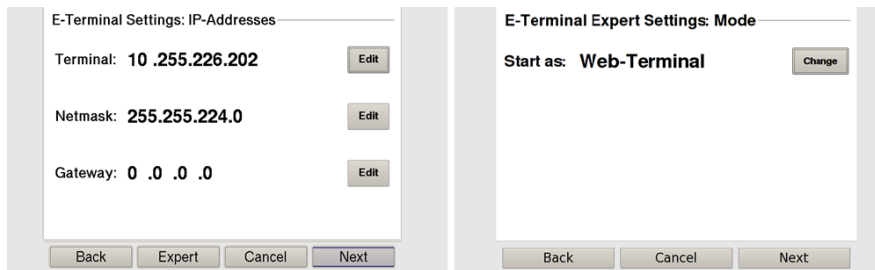 E-Terminal Settings: IP-Addresses
Terminal: 10 .255.226.202 Edit
Netmask: 255.255.224.0 Edit
Gateway: 0 .0 .0 .0 Edit
Back Expert Cancel Next
E-Terminal Expert Settings: Mode
Start as: Web-Terminal Change
Back Cancel Next